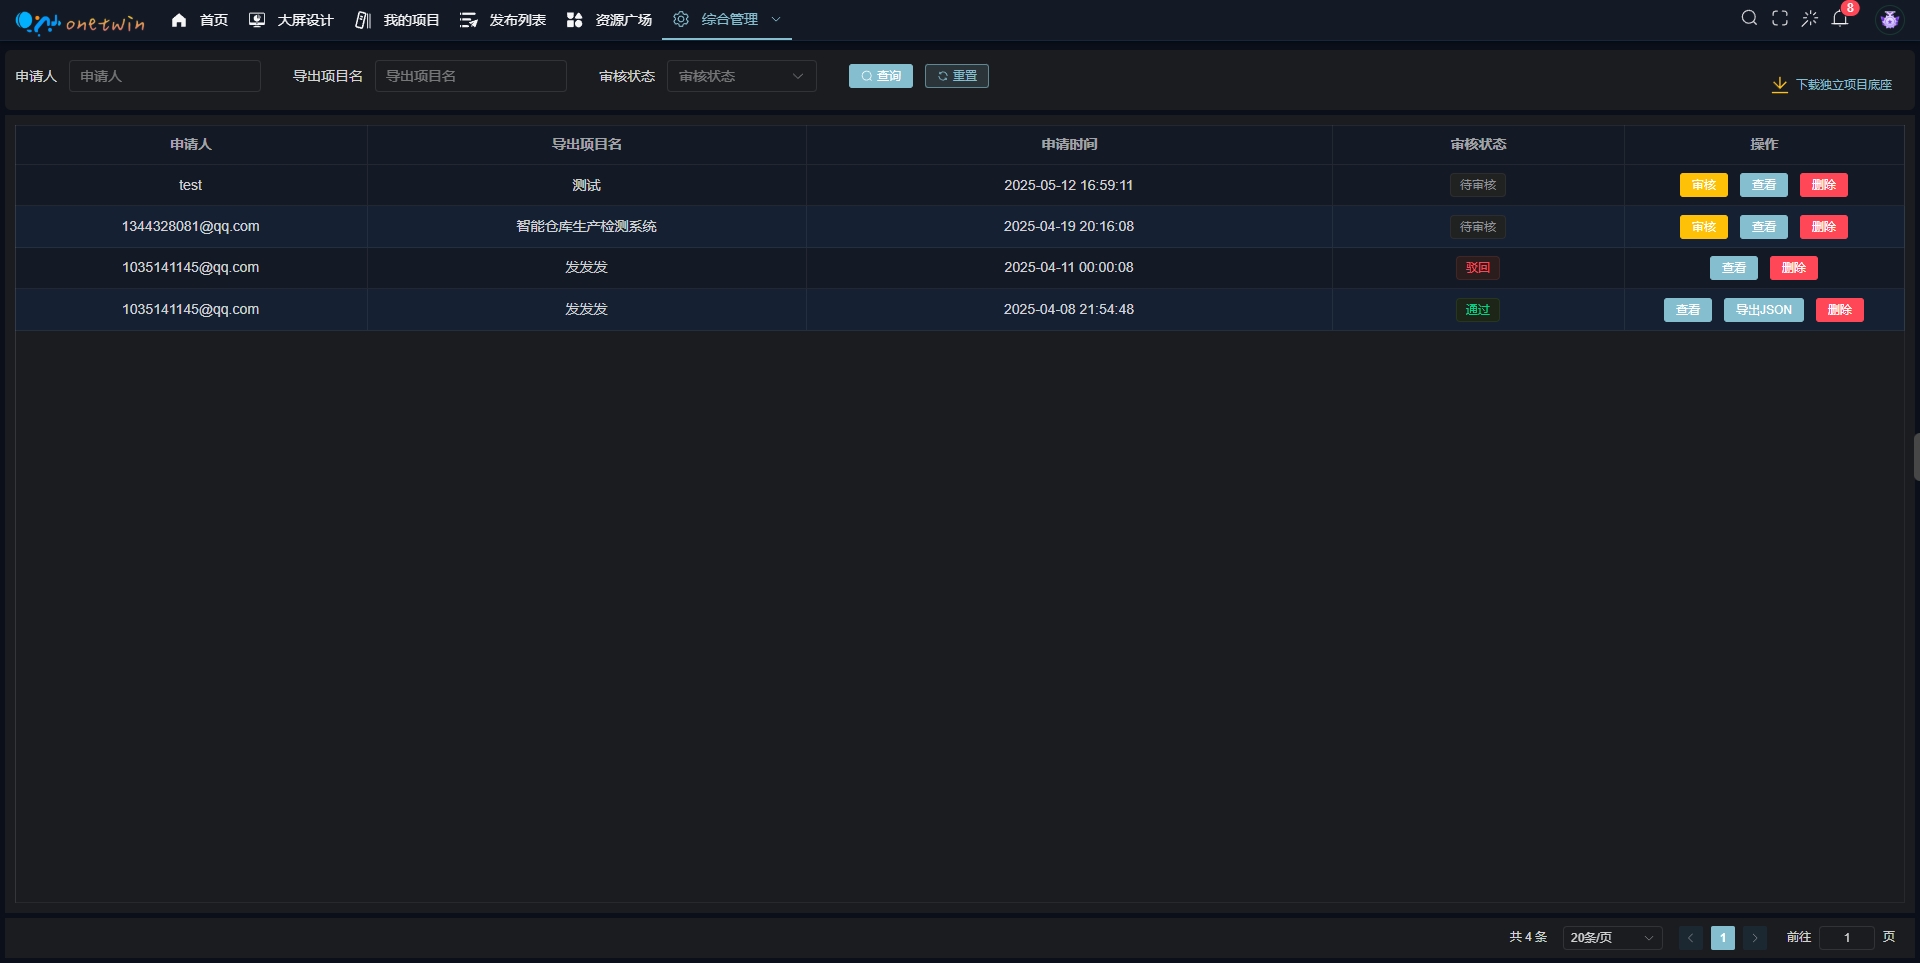 onetwin 首页 大屏设计 我的项目 发布列表 资源广场 综合管理 8
申请人 申请人 导出项目名 导出项目名 审核状态 审核状态 查询 重置 下载独立项目底座
申请人 导出项目名 申请时间 审核状态 操作
test 测试 2025-05-12 16:59:11 待审核 审核 查看 删除
1344328081@qq.com 智能仓库生产检测系统 2025-04-19 20:16:08 待审核 审核 查看 删除
1035141145@qq.com 发发发 2025-04-11 00:00:08 驳回 查看 删除
1035141145@qq.com 发发发 2025-04-08 21:54:48 通过 查看 导出JSON 删除
共 4 条 20条/页 1 前往 1 页